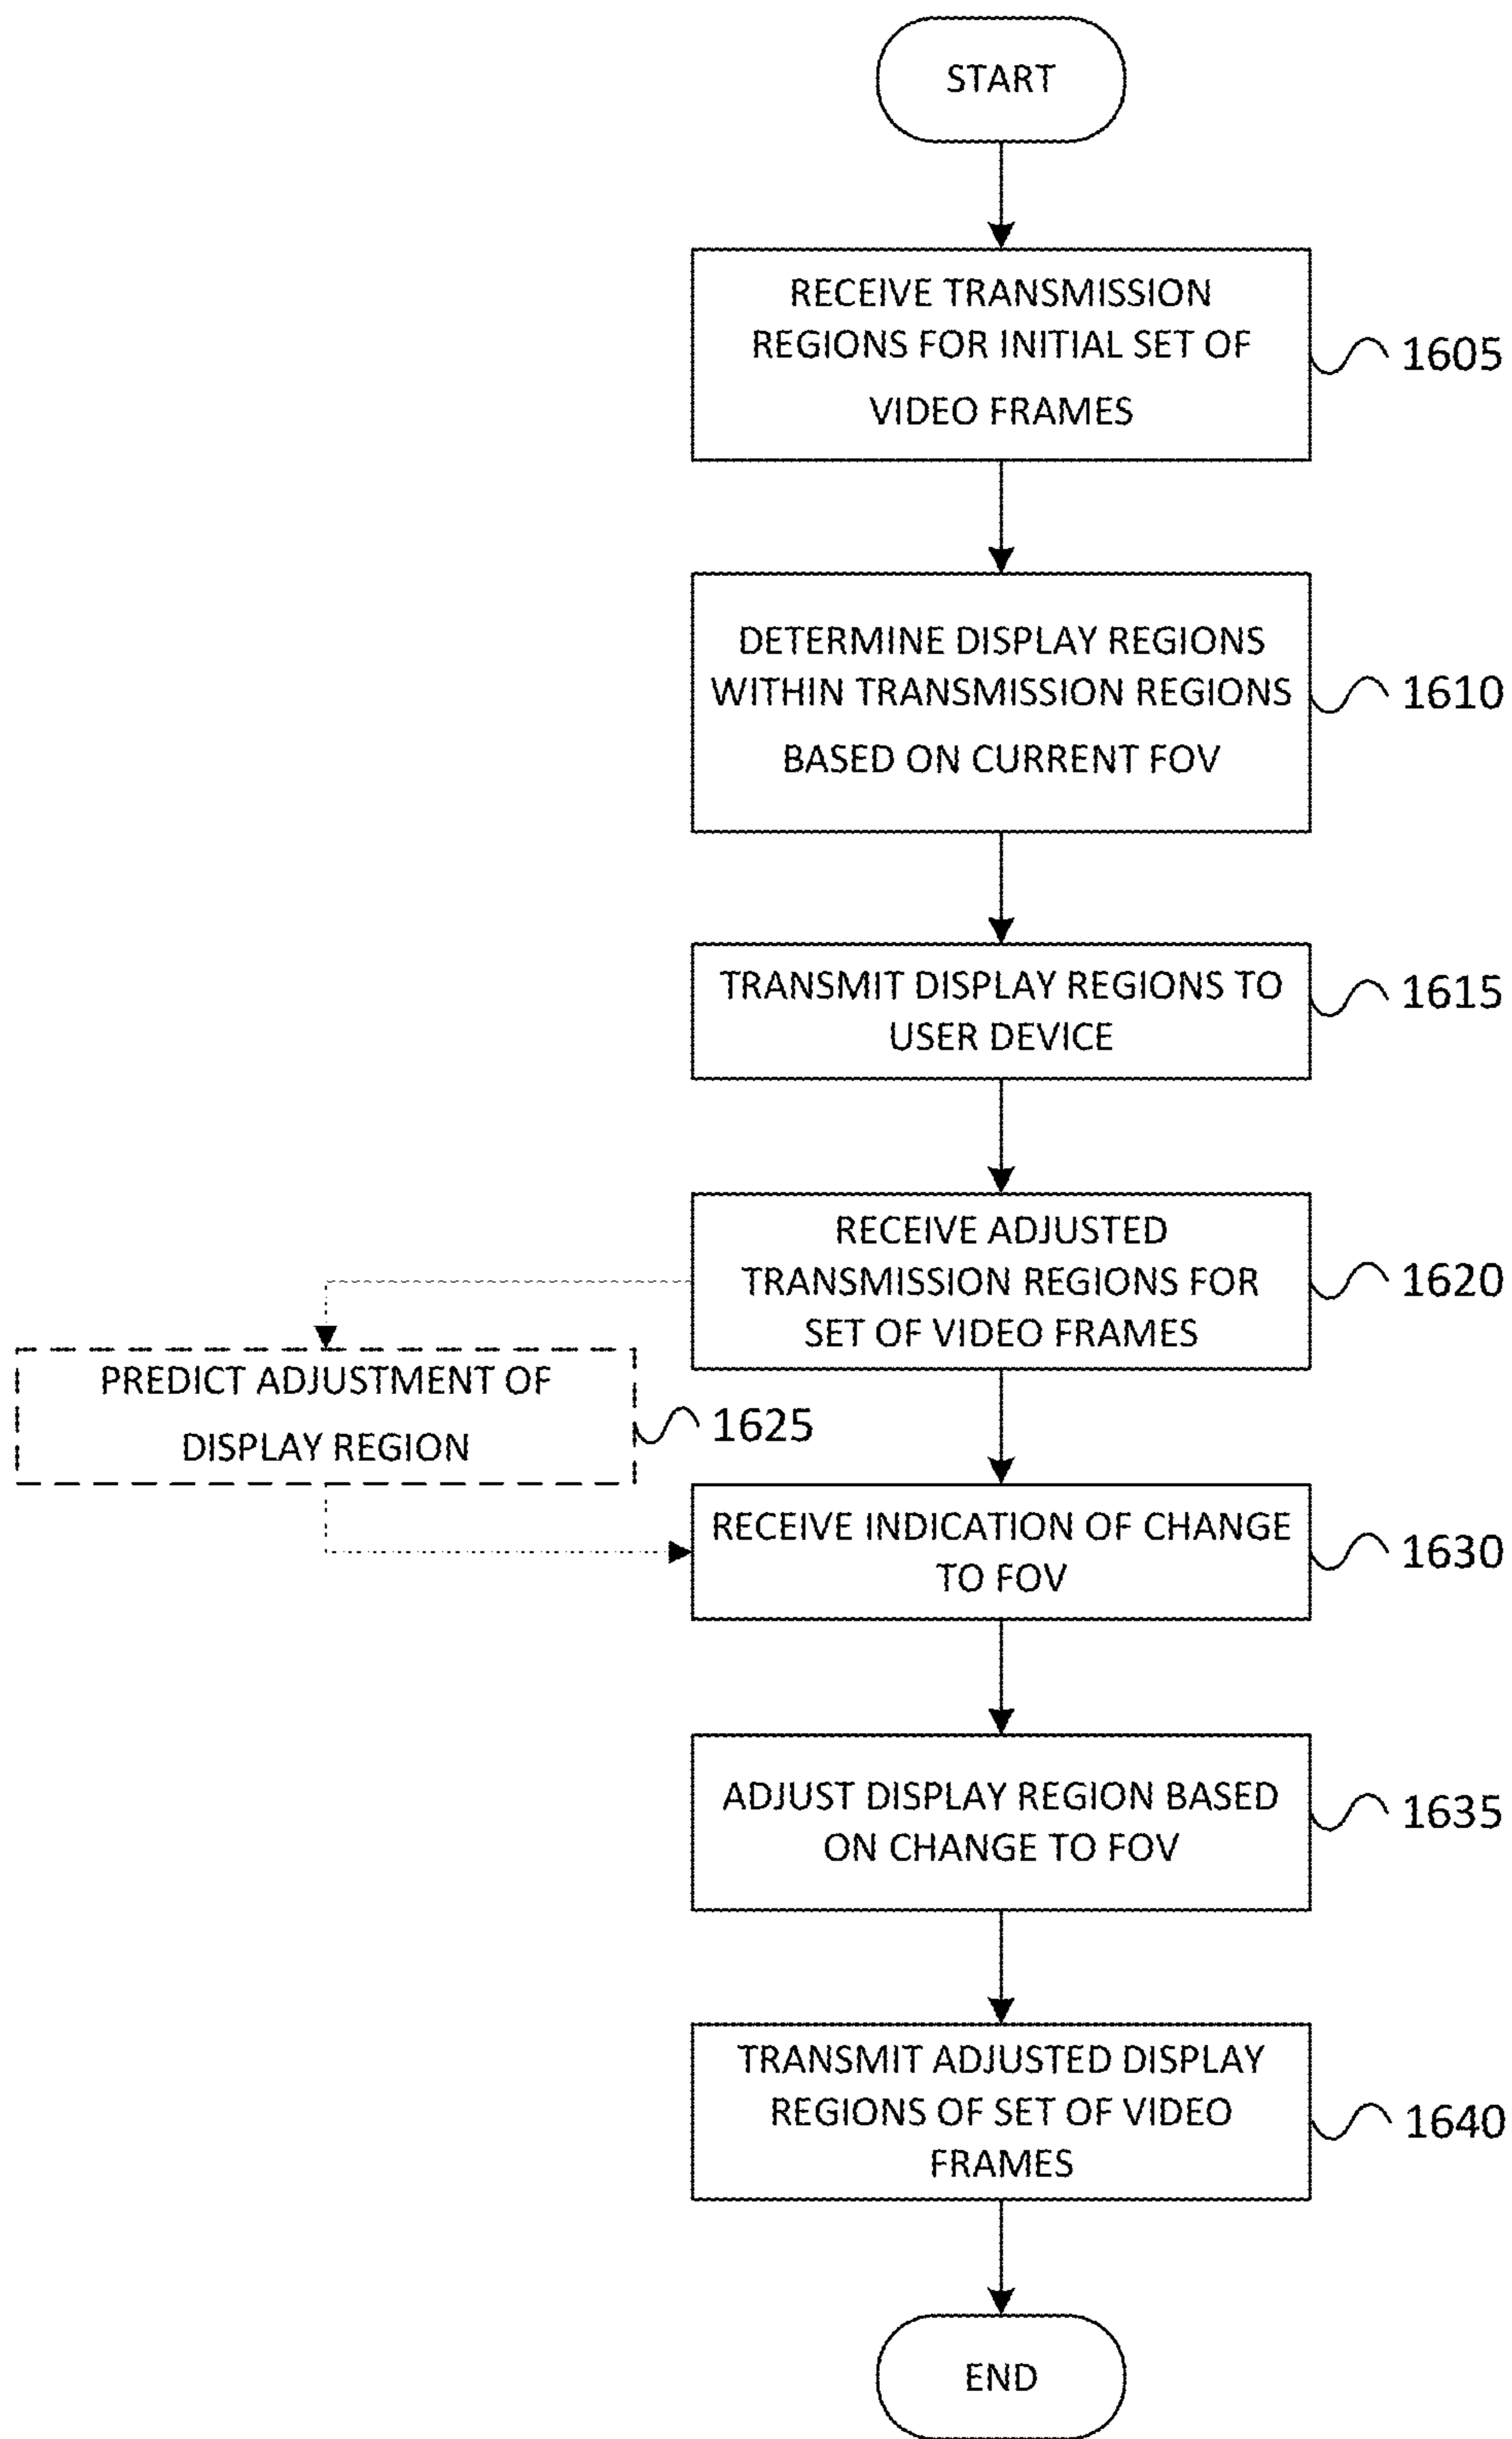 START
RECEIVE TRANSMISSION
REGIONS FOR INITIAL SET OF
VIDEO FRAMES
1605
DETERMINE DISPLAY REGIONS
WITHIN TRANSMISSION REGIONS
BASED ON CURRENT FOV
1610
TRANSMIT DISPLAY REGIONS TO
USER DEVICE
1615
RECEIVE ADJUSTED
TRANSMISSION REGIONS FOR
SET OF VIDEO FRAMES
1620
PREDICT ADJUSTMENT OF
DISPLAY REGION
1625
RECEIVE INDICATION OF CHANGE
TO FOV
1630
ADJUST DISPLAY REGION BASED
ON CHANGE TO FOV
1635
TRANSMIT ADJUSTED DISPLAY
REGIONS OF SET OF VIDEO
FRAMES
1640
END